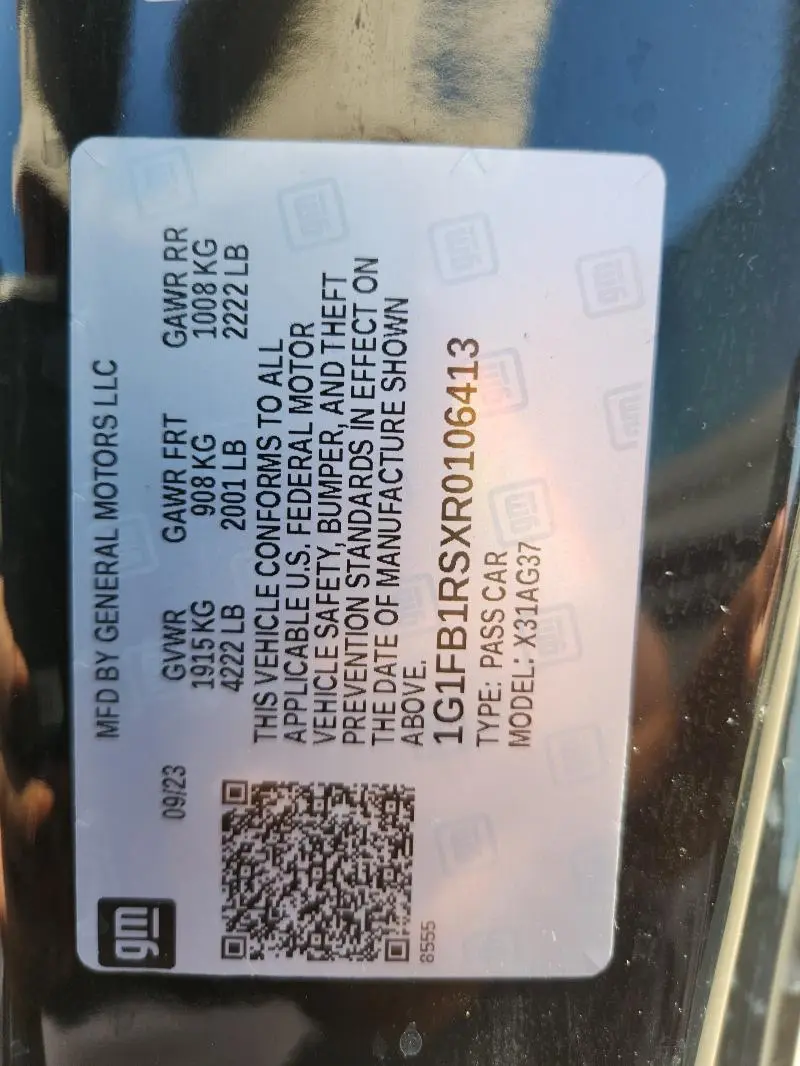 gm
MFD BY GENERAL MOTORS LLC
09/23
GVWR GAWR FRT GAWR RR
1915 KG 908 KG 1008 KG
4222 LB 2001 LB 2222 LB
THIS VEHICLE CONFORMS TO ALL
APPLICABLE U.S. FEDERAL MOTOR
VEHICLE SAFETY, BUMPER, AND THEFT
PREVENTION STANDARDS IN EFFECT ON
THE DATE OF MANUFACTURE SHOWN
ABOVE.
8555
1G1FB1RSXR0106413
TYPE: PASS CAR
MODEL: X31AG37